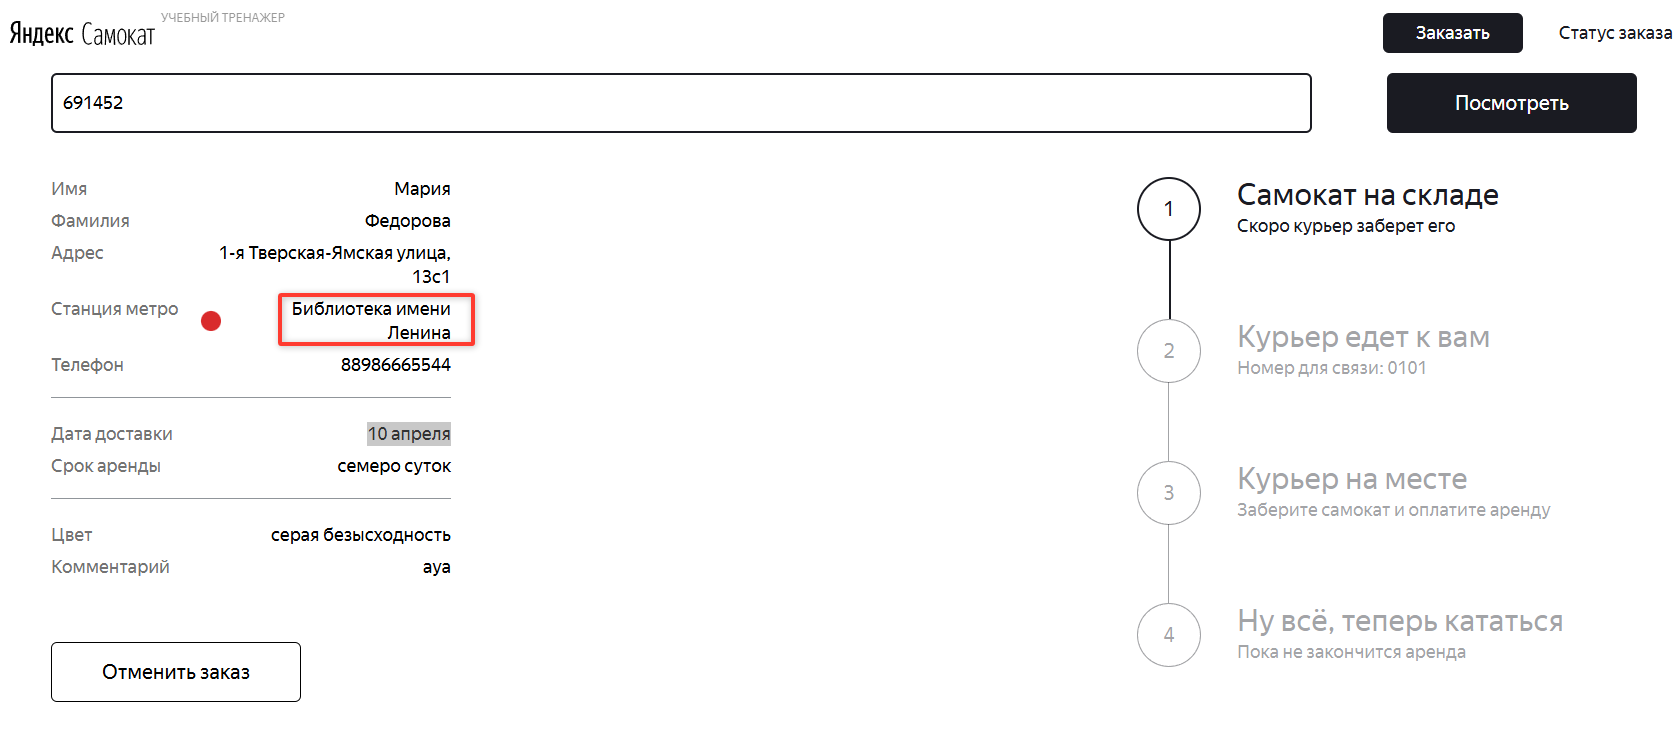 Яндекс Самокат
УЧЕБНЫЙ ТРЕНАЖЕР
Заказать
Статус заказа
691452
Посмотреть
Имя Мария
Фамилия Федорова
Адрес 1-я Тверская-Ямская улица,
13с1
Станция метро Библиотека имени
Ленина
Телефон 88986665544
Дата доставки 10 апреля
Срок аренды семеро суток
Цвет серая безысходность
Комментарий ауа
Отменить заказ
1
Самокат на складе
Скоро курьер заберет его
2
Курьер едет к вам
Номер для связи: 0101
3
Курьер на месте
Заберите самокат и оплатите аренду
4
Ну всё, теперь кататься
Пока не закончится аренда